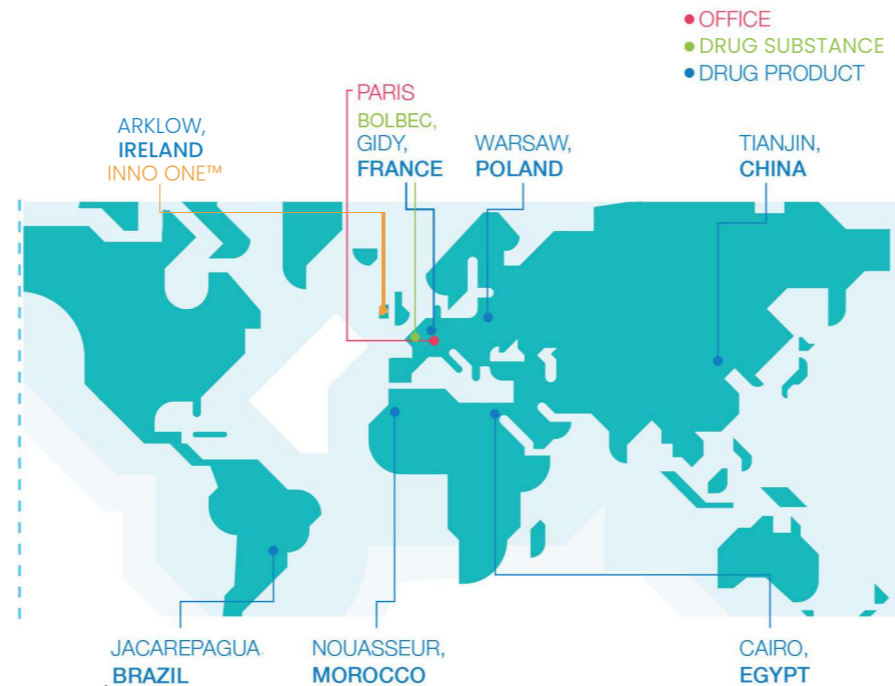 OFFICE
DRUG SUBSTANCE
DRUG PRODUCT
PARIS
BOLBEC,
GIDY,
FRANCE
ARKLOW,
IRELAND
INNO ONE™
WARSAW,
POLAND
TIANJIN,
CHINA
JACAREPAGUA
BRAZIL
NOUASSEUR,
MOROCCO
CAIRO,
EGYPT